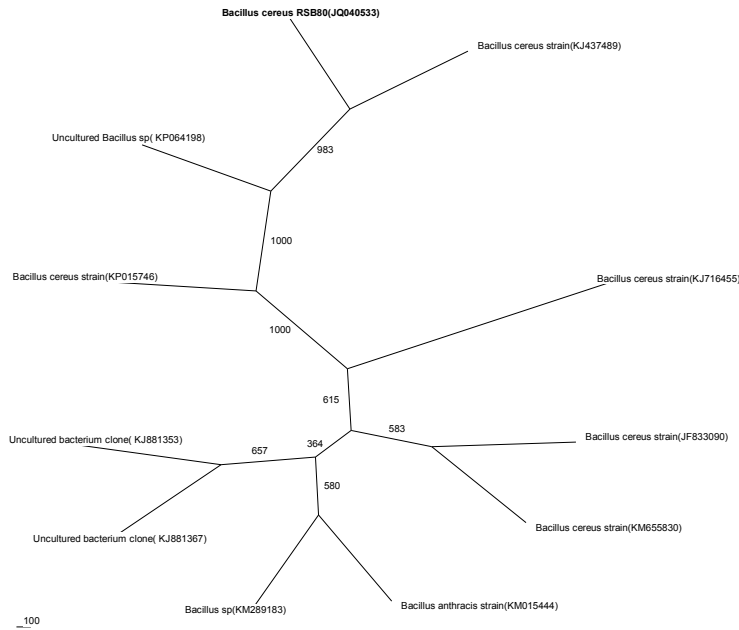 Bacillus cereus RSB80(JQ040533)
Bacillus cereus strain(KJ437489)
Uncultured Bacillus sp( KP064198)
983
1000
Bacillus cereus strain(KP015746)
Bacillus cereus strain(KJ716455)
1000
615
583
Uncultured bacterium clone( KJ881353)
364
Bacillus cereus strain(JF833090)
657
580
Bacillus cereus strain(KM655830)
Uncultured bacterium clone( KJ881367)
Bacillus sp(KM289183)
Bacillus anthracis strain(KM015444)
100